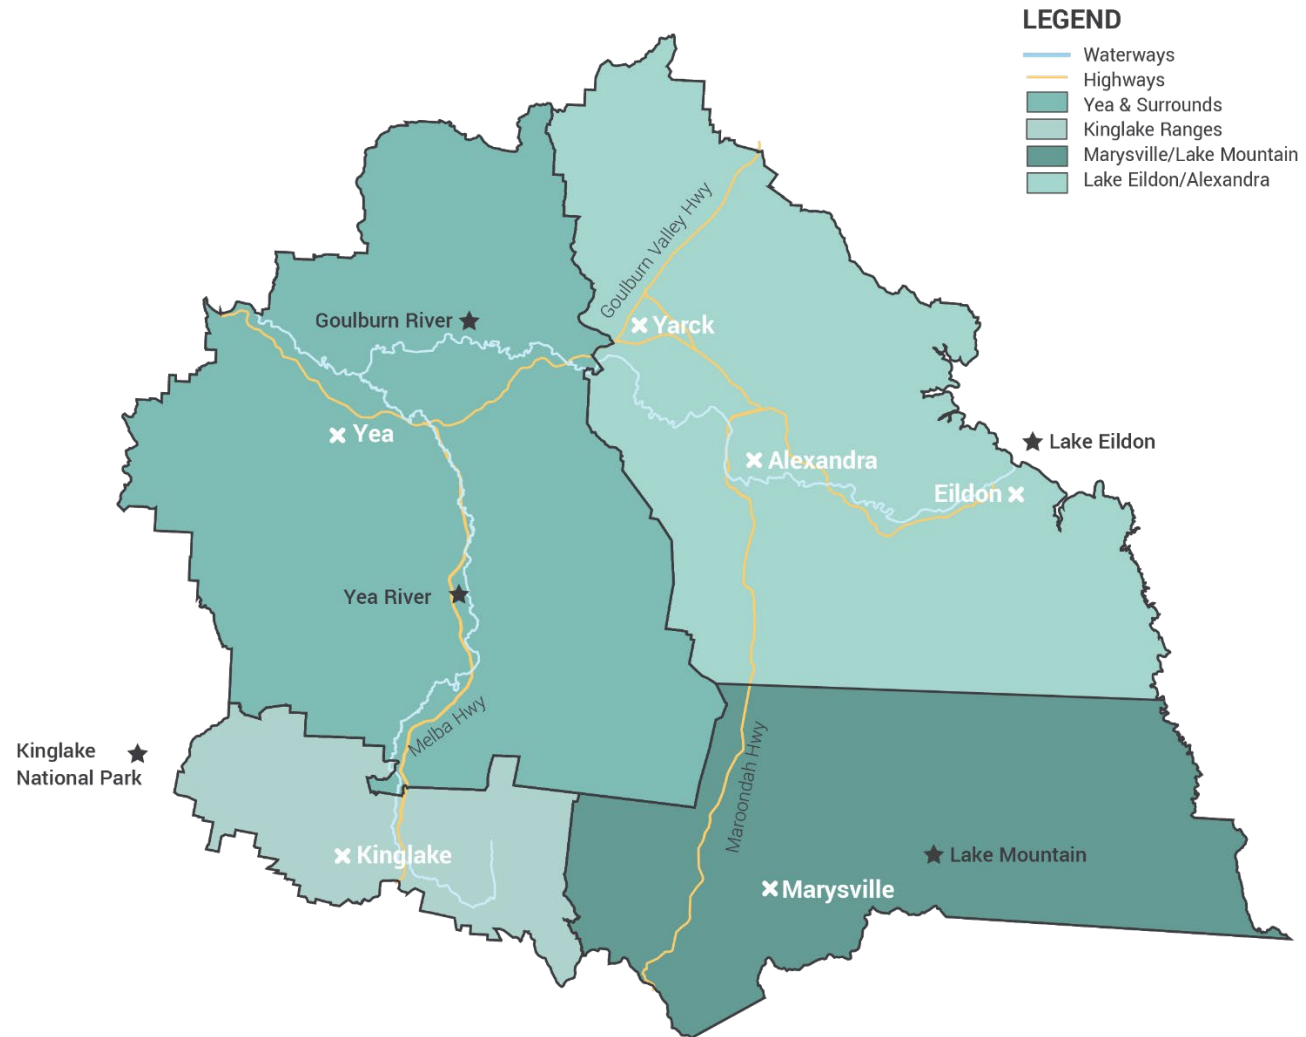 LEGEND
Waterways
Highways
Yea & Surrounds
Kinglake Ranges
Marysville/Lake Mountain
Lake Eildon/Alexandra
Goulburn Valley Hwy
Goulburn River
Yarck
Yea
Lake Eildon
Alexandra
Eildon
Yea River
Melba Hwy
Maroondah Hwy
Kinglake
National Park
Kinglake
Lake Mountain
Marysville